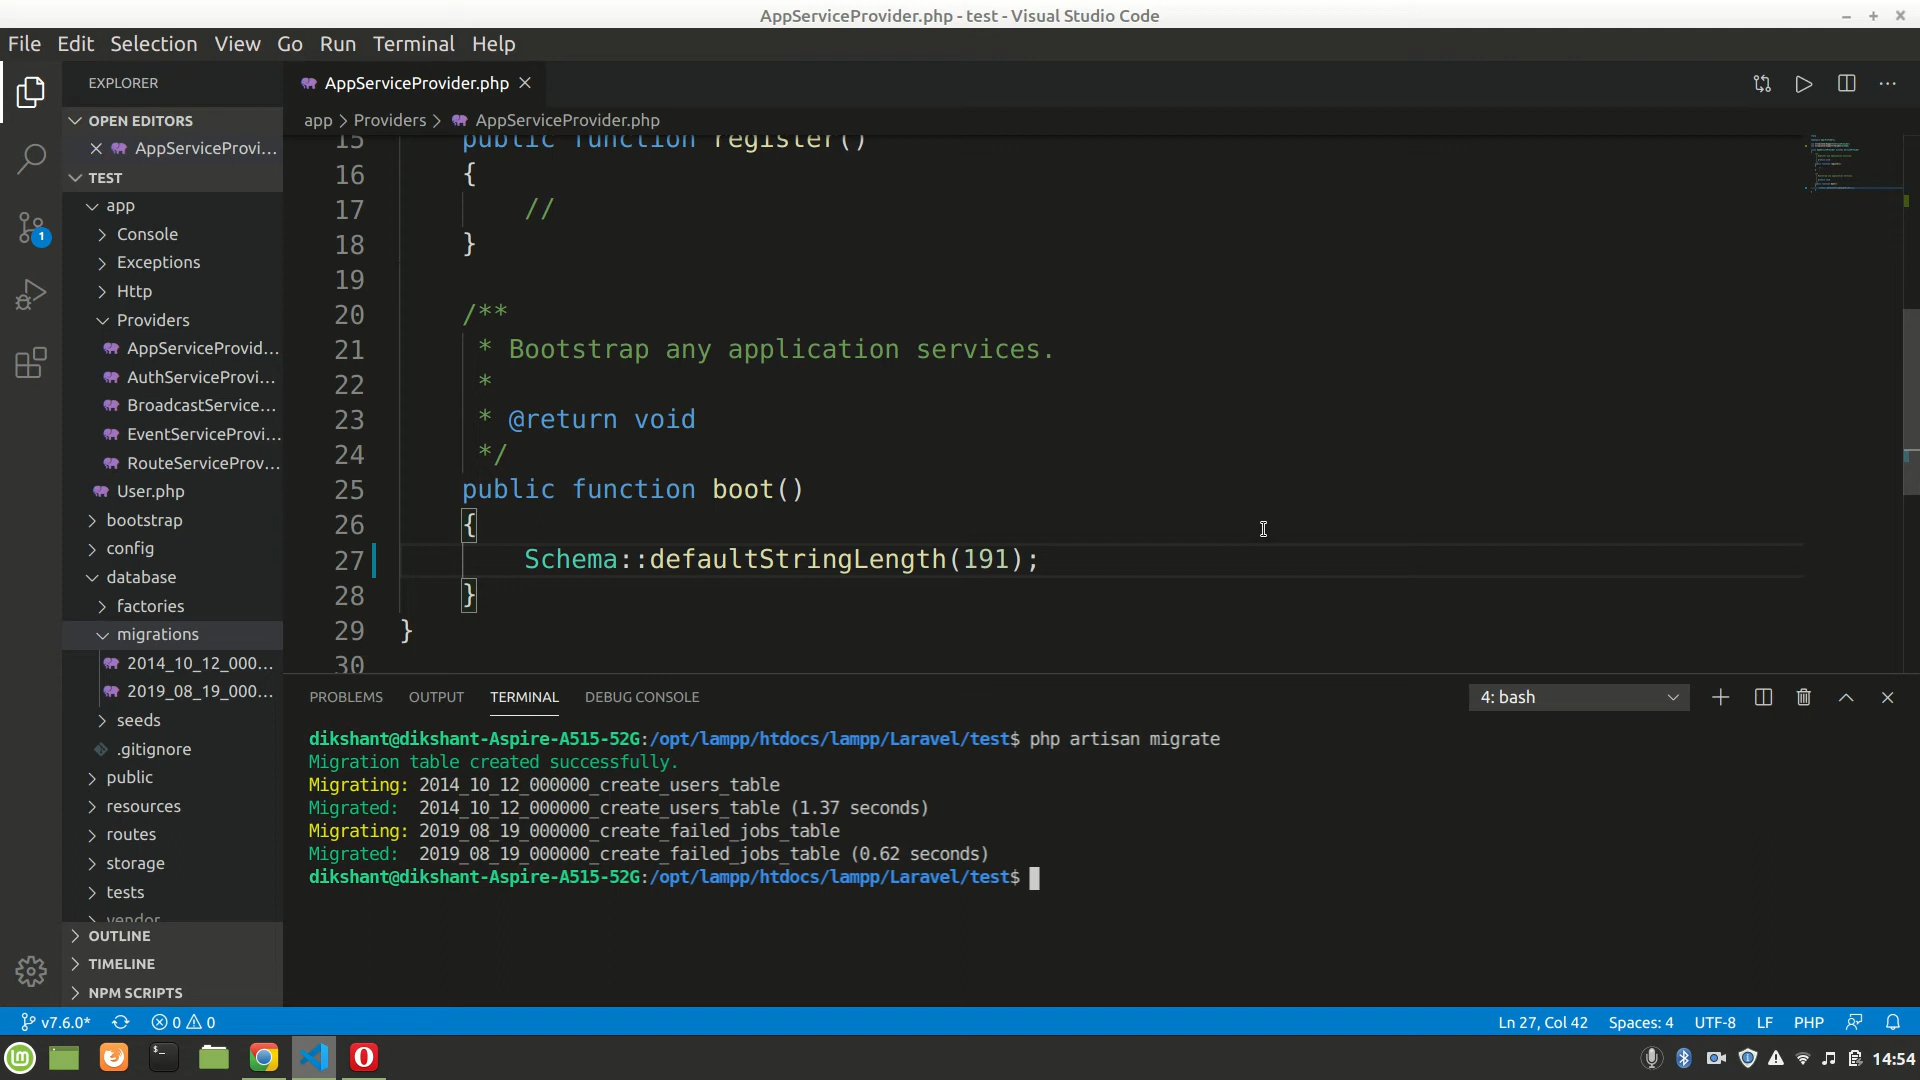 AppServiceProvider.php - test - Visual Studio Code
File Edit Selection View Go Run Terminal Help
EXPLORER
OPEN EDITORS
AppServiceProvi...
TEST
app
Console
Exceptions
Http
Providers
AppServiceProvid...
AuthServiceProvi...
BroadcastService...
EventServiceProvi...
RouteServiceProv...
User.php
bootstrap
config
database
factories
migrations
2014_10_12_000...
2019_08_19_000...
seeds
.gitignore
public
resources
routes
storage
tests
vendor
OUTLINE
TIMELINE
NPM SCRIPTS
1
AppServiceProvider.php
app > Providers > AppServiceProvider.php
15 public function register()
16 {
17 //
18 }
19
20 /**
21 * Bootstrap any application services.
22 *
23 * @return void
24 */
25 public function boot()
26 {
27 Schema::defaultStringLength(191);
28 }
29 }
30
PROBLEMS OUTPUT TERMINAL DEBUG CONSOLE 4: bash
dikshant@dikshant-Aspire-A515-52G:/opt/lampp/htdocs/lampp/Laravel/test$ php artisan migrate
Migration table created successfully.
Migrating: 2014_10_12_000000_create_users_table
Migrated: 2014_10_12_000000_create_users_table (1.37 seconds)
Migrating: 2019_08_19_000000_create_failed_jobs_table
Migrated: 2019_08_19_000000_create_failed_jobs_table (0.62 seconds)
dikshant@dikshant-Aspire-A515-52G:/opt/lampp/htdocs/lampp/Laravel/test$
v7.6.0* 0 0 Ln 27, Col 42 Spaces: 4 UTF-8 LF PHP
14:54